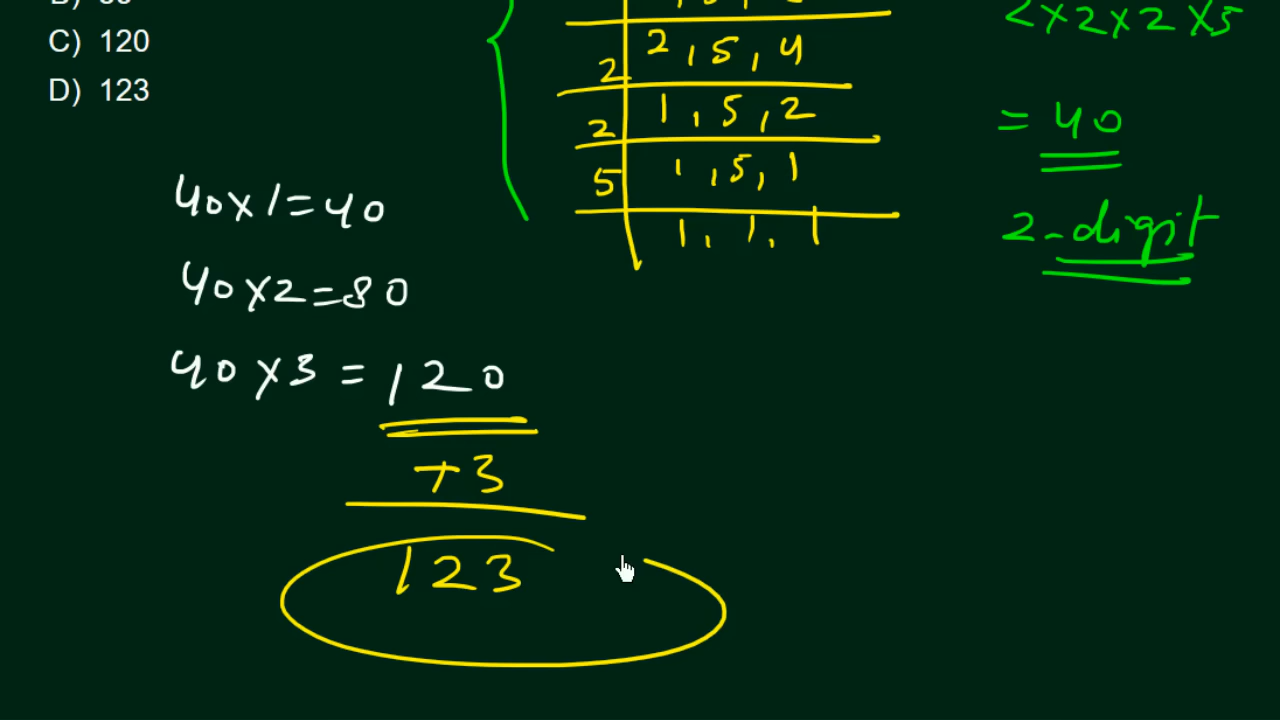 C) 120
D) 123
2×2×2×5
2 | 2, 5, 4
2 | 1, 5, 2
5 | 1, 5, 1
1, 1, 1
= 40
2-digit
40×1=40
40×2=80
40×3=120
+3
123